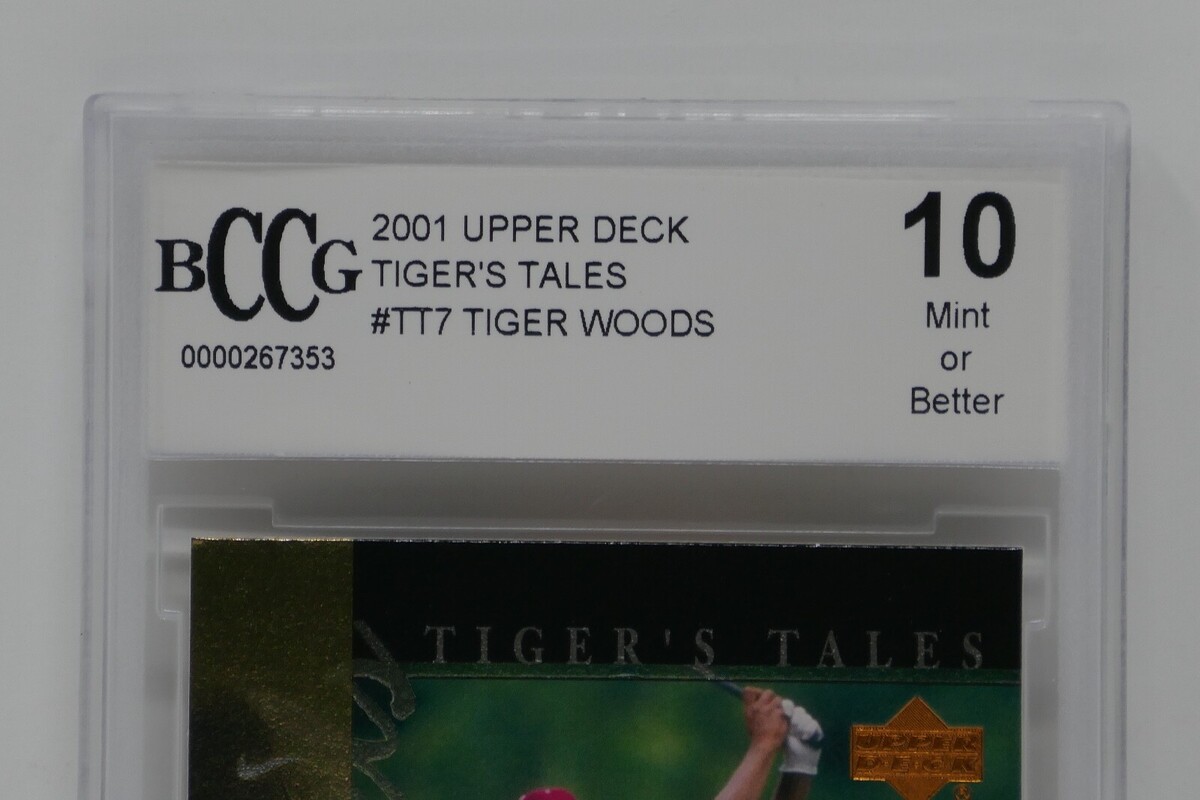 BCCG
0000267353
2001 UPPER DECK
TIGER'S TALES
#TT7 TIGER WOODS
10
Mint
or
Better
TIGER'S TALES
UPPER
DECK
®